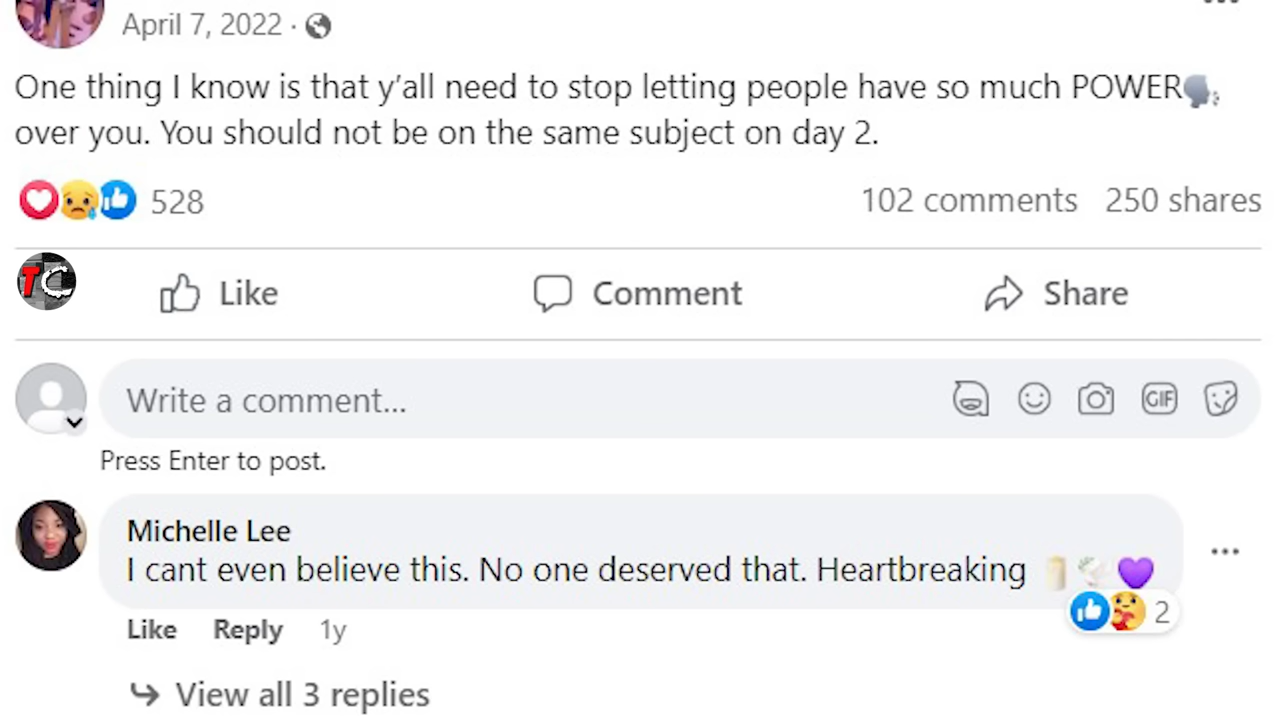 April 7, 2022 ·
One thing I know is that y’all need to stop letting people have so much POWER🗣
over you. You should not be on the same subject on day 2.
528
102 comments 250 shares
TC
Like Comment Share
Write a comment...
GIF
Press Enter to post.
Michelle Lee
I cant even believe this. No one deserved that. Heartbreaking 🕯🕊💜
2
Like Reply 1y
View all 3 replies